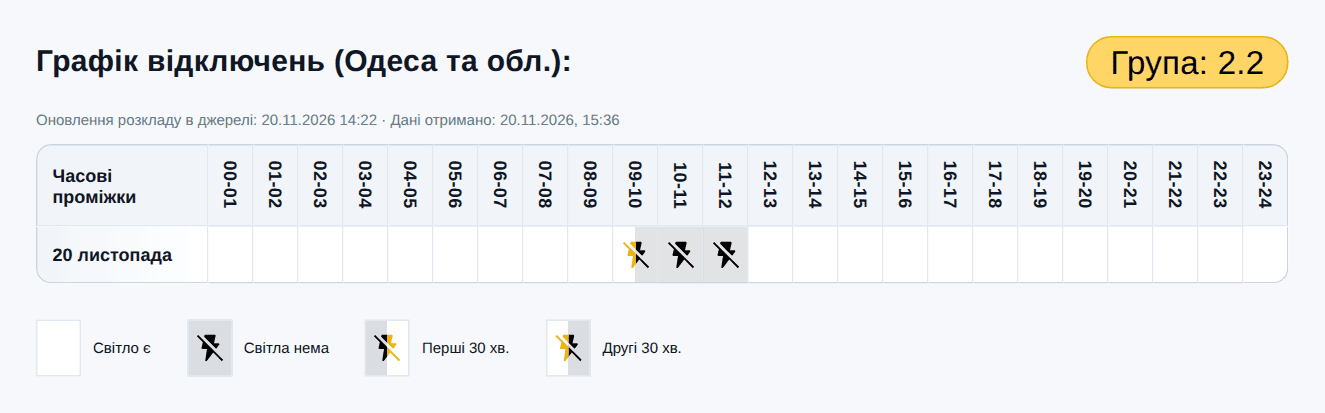 Графік відключень (Одеса та обл.):
Група: 2.2
Оновлення розкладу в джерелі: 20.11.2026 14:22 · Дані отримано: 20.11.2026, 15:36
Часові
проміжки
00-01
01-02
02-03
03-04
04-05
05-06
06-07
07-08
08-09
09-10
10-11
11-12
12-13
13-14
14-15
15-16
16-17
17-18
18-19
19-20
20-21
21-22
22-23
23-24
20 листопада
Світло є
Світла нема
Перші 30 хв.
Другі 30 хв.